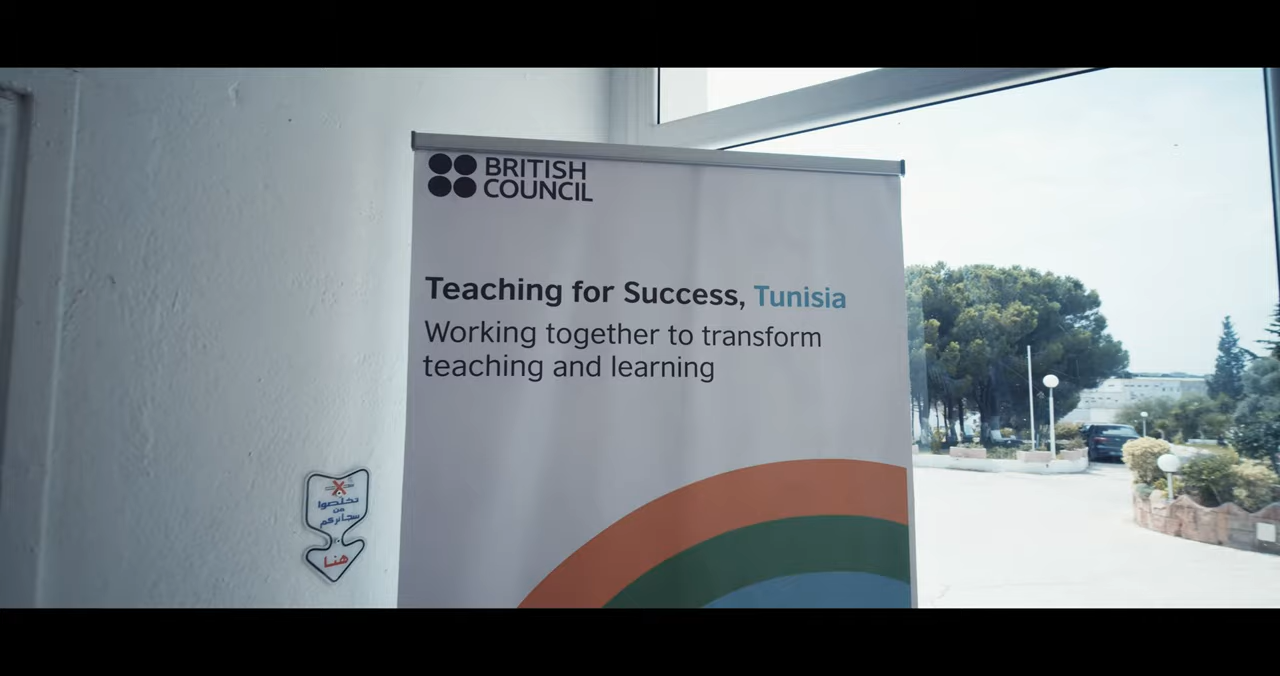 BRITISH
COUNCIL
Teaching for Success, Tunisia
Working together to transform
teaching and learning
تخلصوا
من
سجائركم
هنا